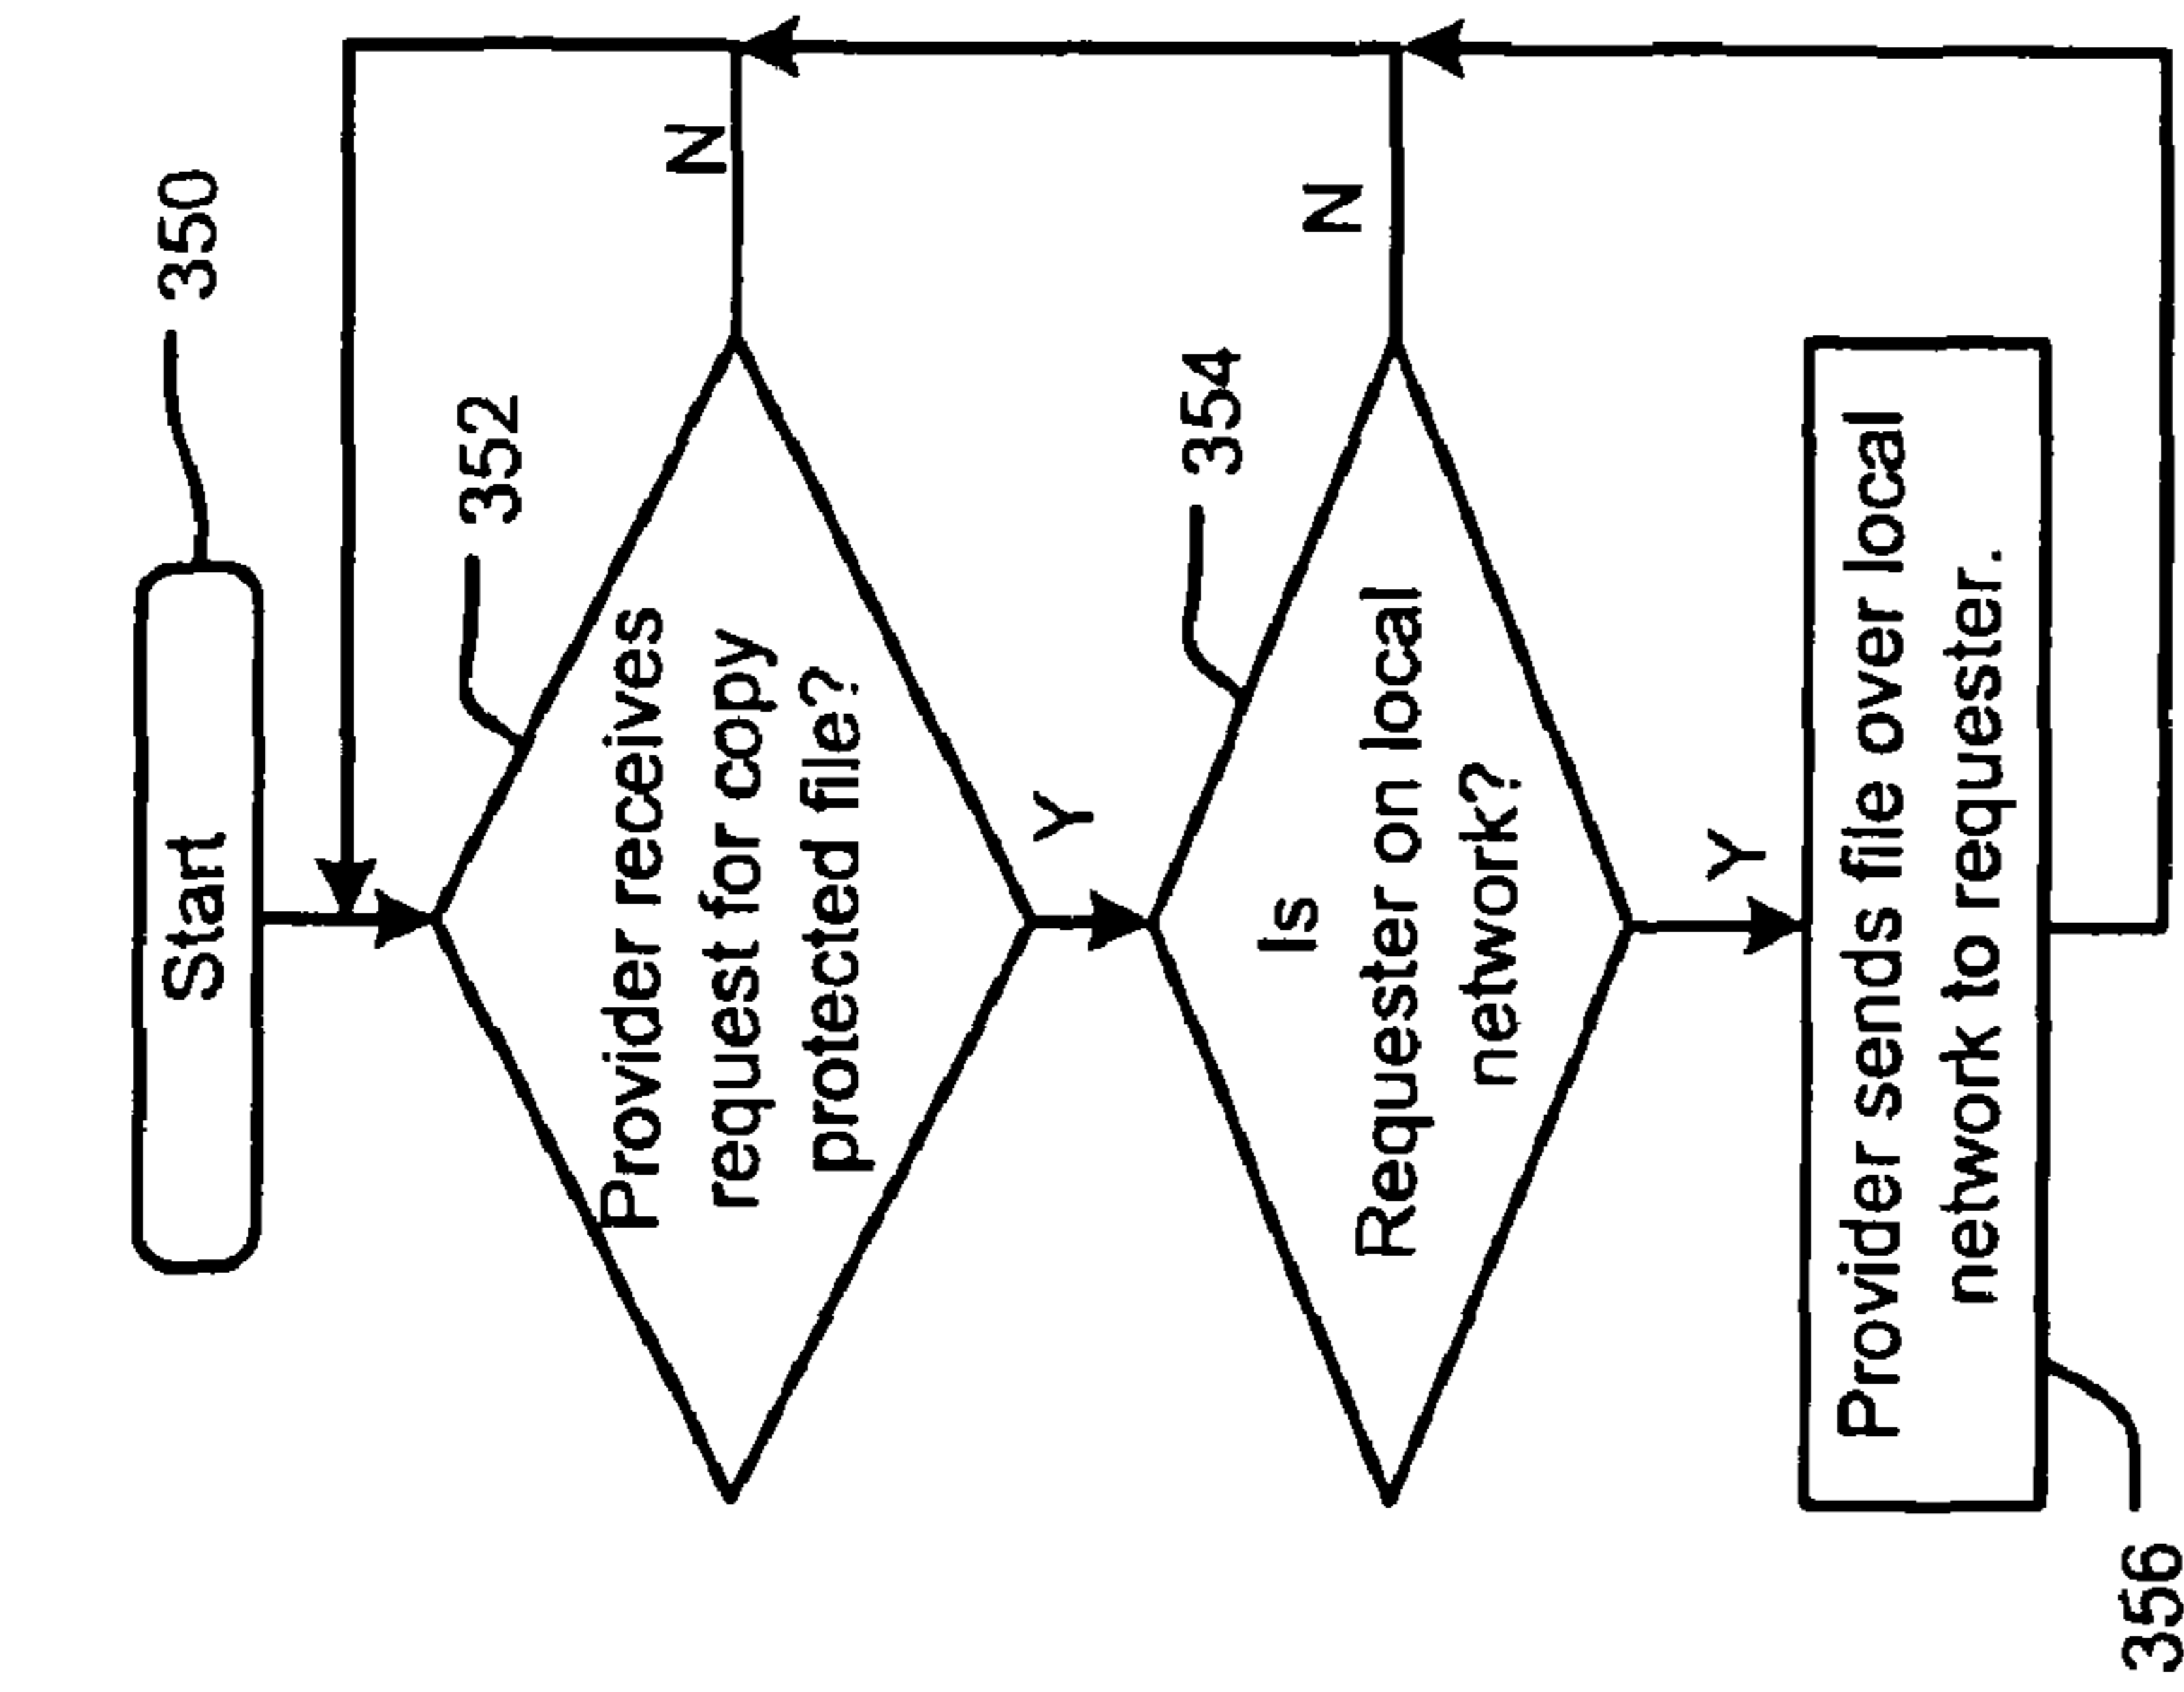 Start
350
Provider receives
request for copy
protected file?
352
N
Y
Is
Requester on local
network?
354
N
Y
Provider sends file over local
network to requester.
356